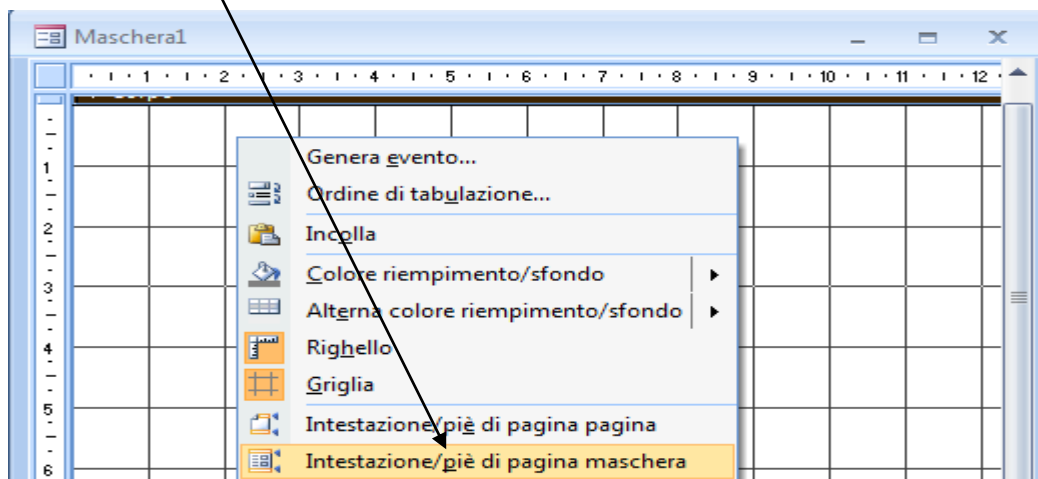 Maschera1
1 2 3 4 5 6 7 8 9 10 11 12
Corpo
1
Genera evento...
Ordine di tabulazione...
2
Incolla
Colore riempimento/sfondo
3
Alterna colore riempimento/sfondo
4
Righello
Griglia
5
Intestazione/piè di pagina pagina
6
Intestazione/piè di pagina maschera